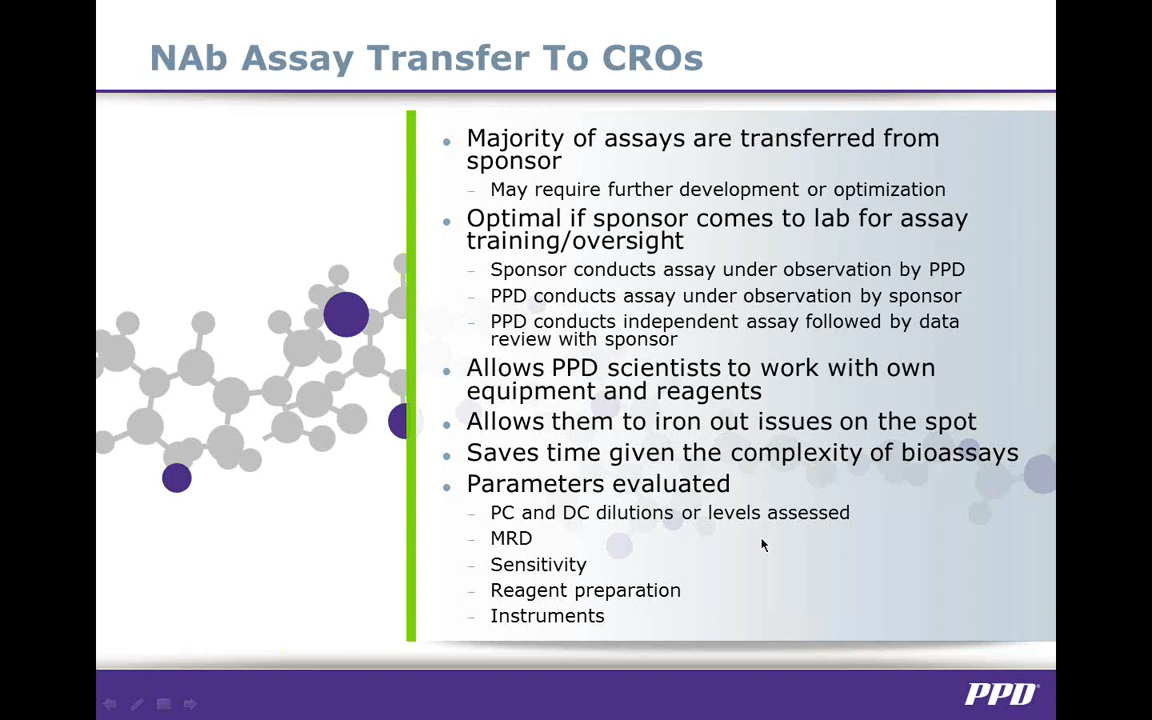 NAb Assay Transfer To CROs
• Majority of assays are transferred from
sponsor
– May require further development or optimization
• Optimal if sponsor comes to lab for assay
training/oversight
– Sponsor conducts assay under observation by PPD
– PPD conducts assay under observation by sponsor
– PPD conducts independent assay followed by data
review with sponsor
• Allows PPD scientists to work with own
equipment and reagents
• Allows them to iron out issues on the spot
• Saves time given the complexity of bioassays
• Parameters evaluated
– PC and DC dilutions or levels assessed
– MRD
– Sensitivity
– Reagent preparation
– Instruments
PPD®